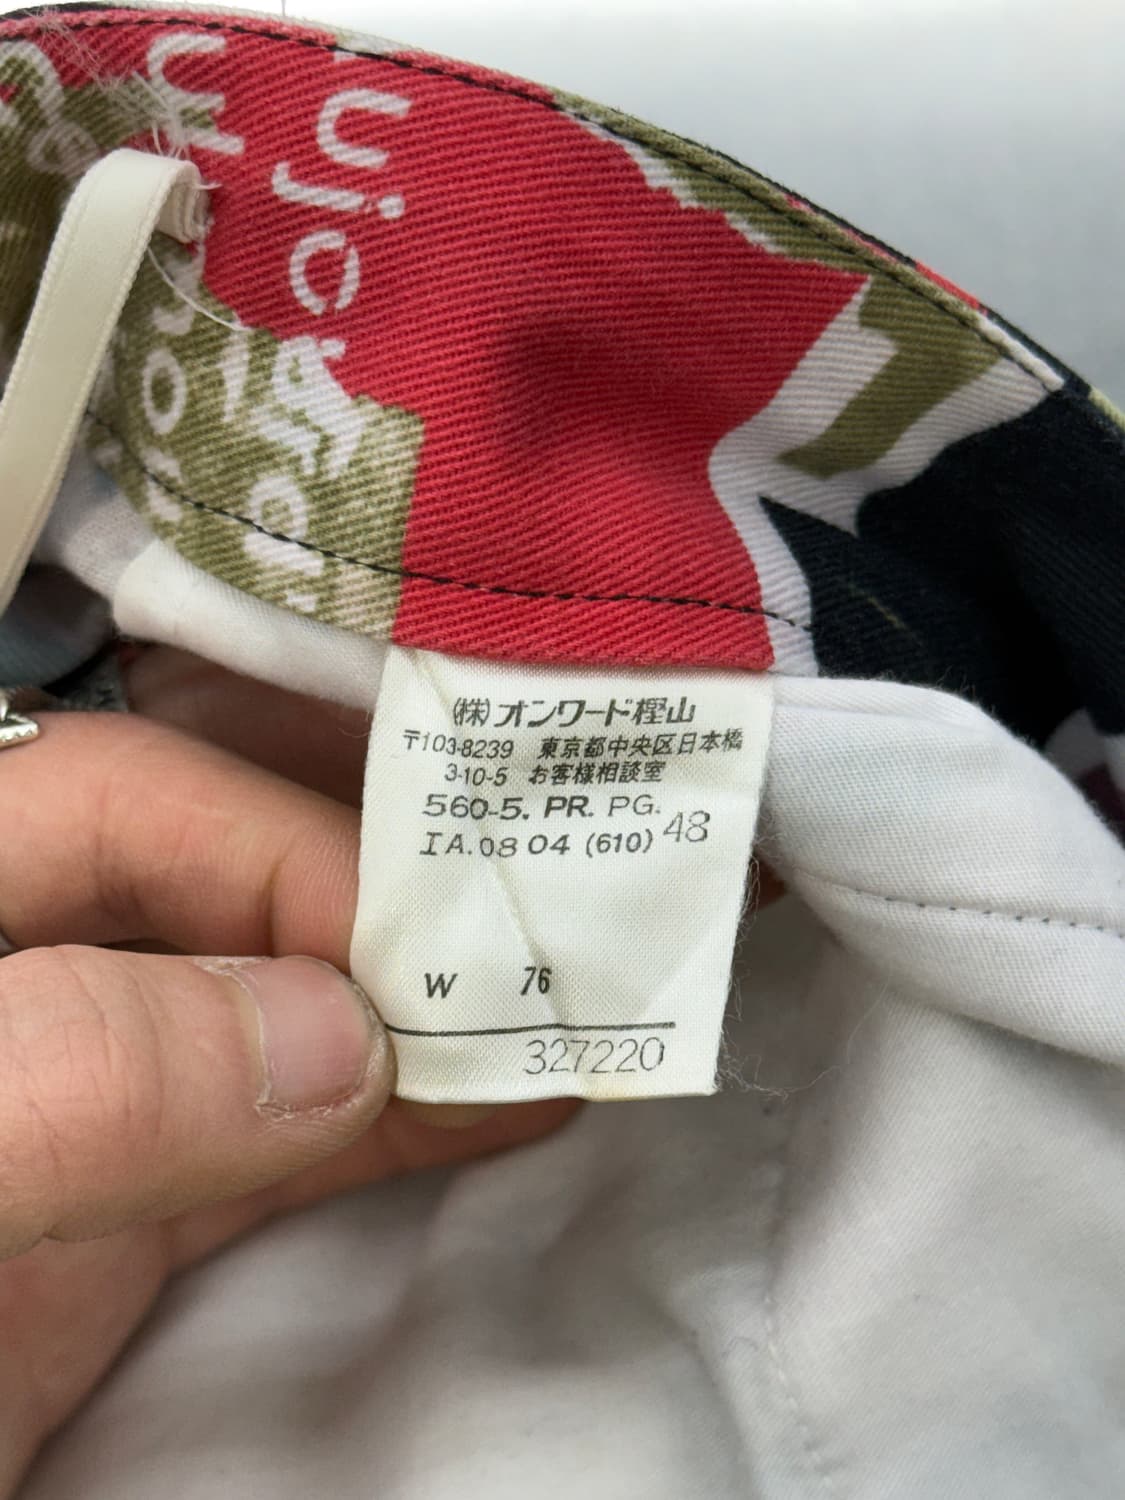 (株)オンワード樫山
〒103-8239 東京都中央区日本橋
3-10-5 お客様相談室
560-5. PR. PG. 48
IA.08 04 (610)
W 76
327220